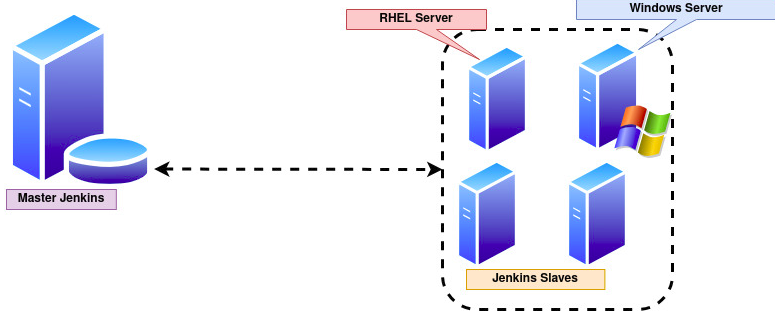 Windows Server
RHEL Server
Master Jenkins
Jenkins Slaves